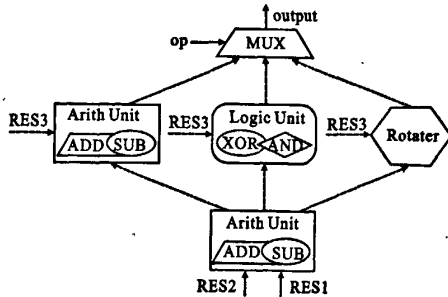 output
op
MUX
Arith Unit
Logic Unit
RES3
RES3
RES3
ADD SUB
XOR AND
Rotater
Arith Unit
ADD SUB
RES2
RES1